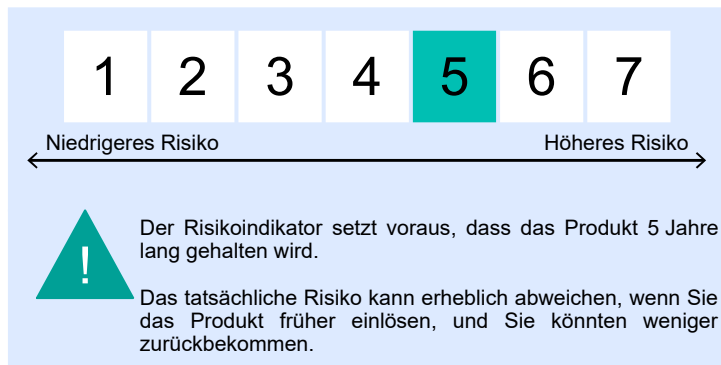 1 2 3 4 5 6 7
Niedrigeres Risiko Höheres Risiko
!
Der Risikoindikator setzt voraus, dass das Produkt 5 Jahre
lang gehalten wird.
Das tatsächliche Risiko kann erheblich abweichen, wenn Sie
das Produkt früher einlösen, und Sie könnten weniger
zurückbekommen.